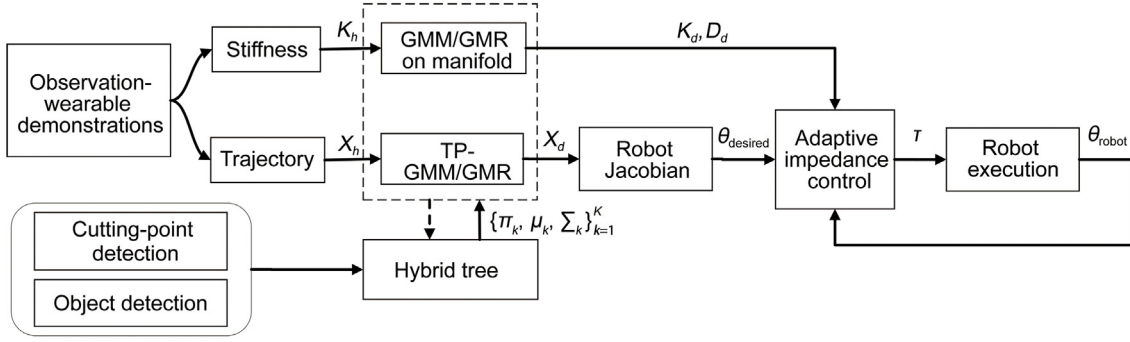 Observation-
wearable
demonstrations
Stiffness
Trajectory
K_h
X_h
GMM/GMR
on manifold
TP-
GMM/GMR
K_d, D_d
X_d
Robot
Jacobian
θ_desired
Adaptive
impedance
control
τ
Robot
execution
θ_robot
Cutting-point
detection
Object detection
Hybrid tree
{π_k, μ_k, ∑_k}_{k=1}^K